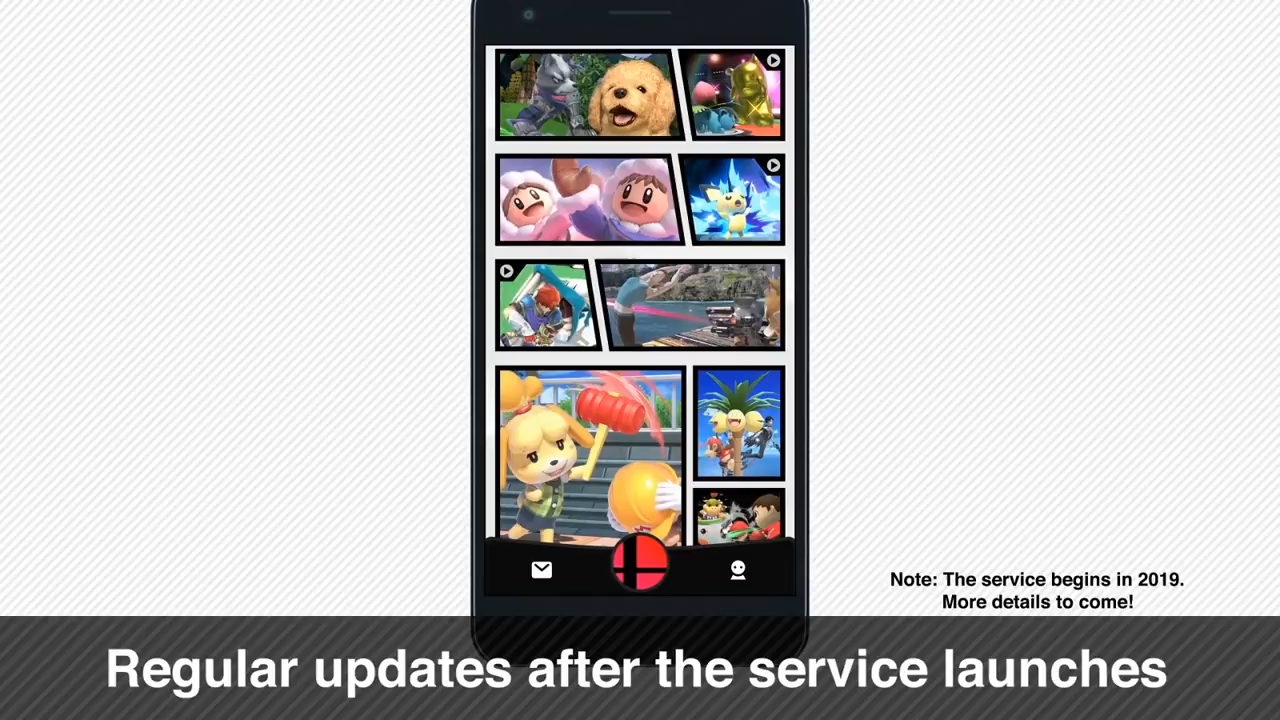 Note: The service begins in 2019.
More details to come!
Regular updates after the service launches